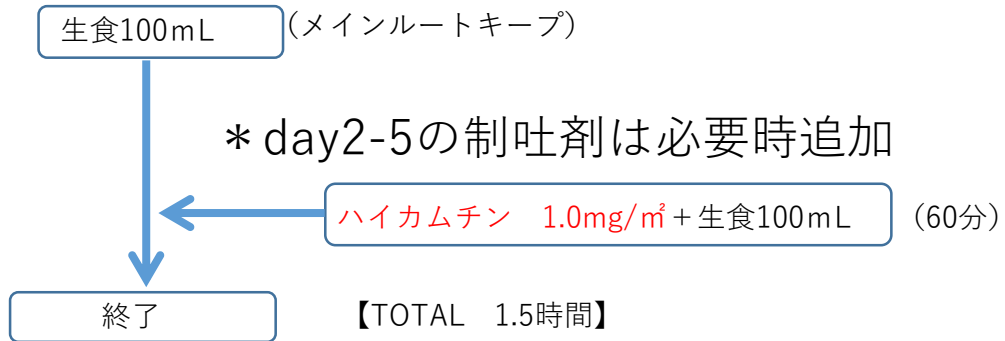 生食100mL (メインルートキープ)
＊day2-5の制吐剤は必要時追加
ハイカムチン　1.0mg/㎡＋生食100mL (60分)
終了 【TOTAL　1.5時間】